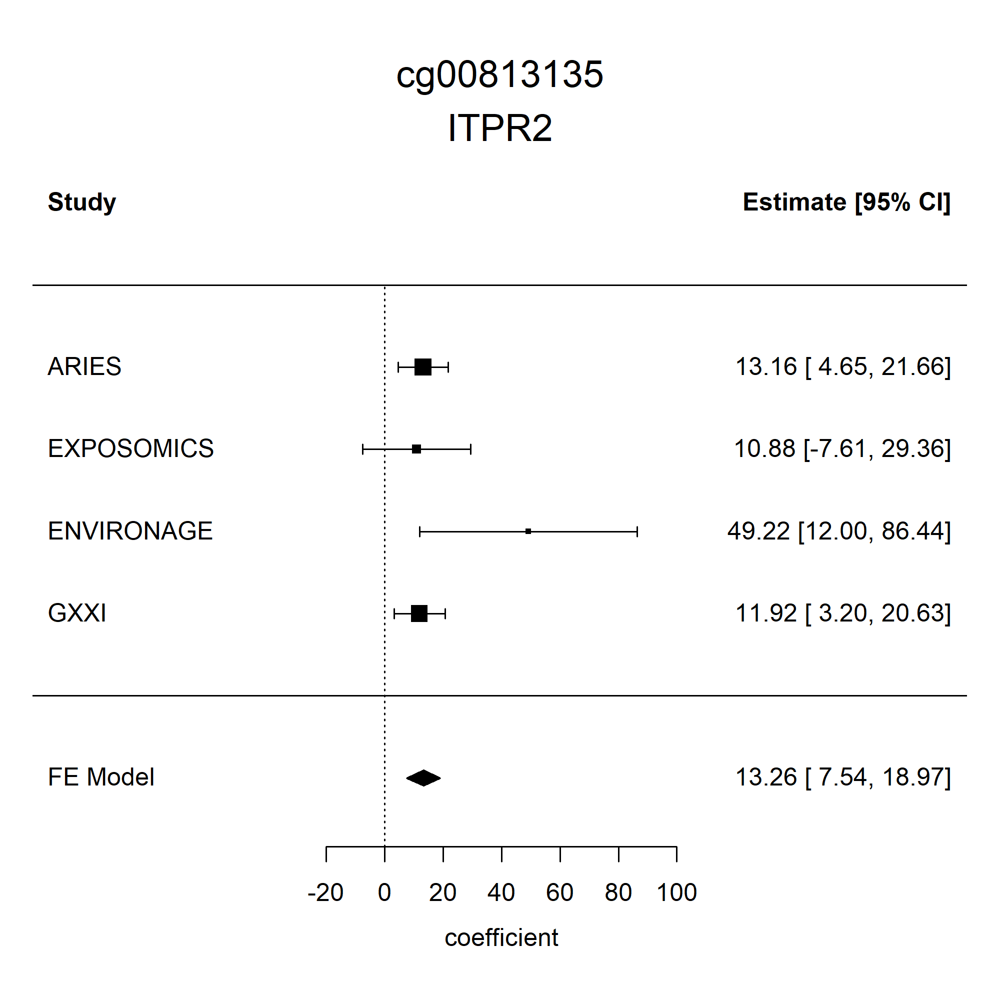 cg00813135
ITPR2
Study Estimate [95% CI]
ARIES 13.16 [ 4.65, 21.66]
EXPOSOMICS 10.88 [-7.61, 29.36]
ENVIRONAGE 49.22 [12.00, 86.44]
GXXI 11.92 [ 3.20, 20.63]
FE Model 13.26 [ 7.54, 18.97]
-20 0 20 40 60 80 100
coefficient